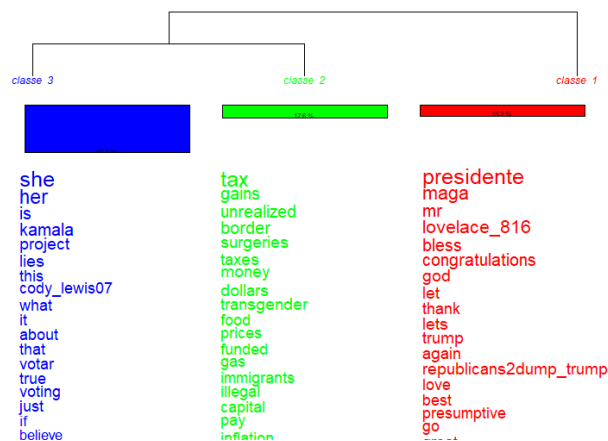 classe 3
classe 2
classe 1
17.6 %
she
her
is
kamala
project
lies
this
cody_lewis07
what
it
about
that
votar
true
voting
just
if
believe
tax
gains
unrealized
border
surgeries
taxes
money
dollars
transgender
food
prices
funded
gas
immigrants
illegal
capital
pay
inflation
presidente
maga
mr
lovelace_816
bless
congratulations
god
let
thank
lets
trump
again
republicans2dump_trump
love
best
presumptive
go
great